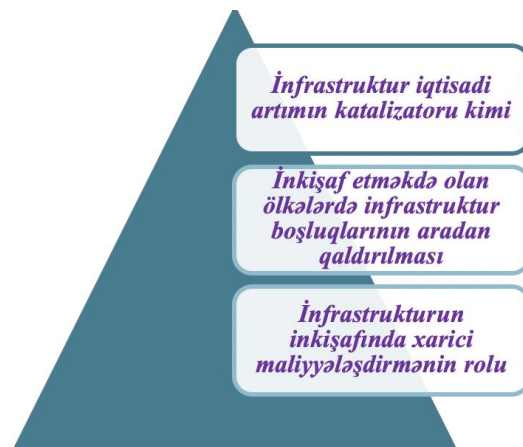 İnfrastruktur iqtisadi
artımın katalizatoru kimi
İnkişaf etməkdə olan
ölkələrdə infrastruktur
boşluqlarının aradan
qaldırılması
İnfrastrukturun
inkişafında xarici
maliyyələşdirmənin rolu